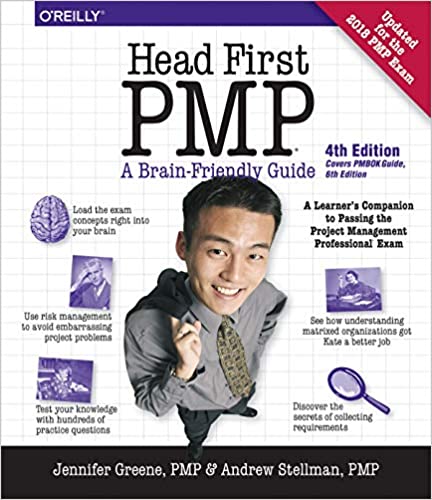 O'REILLY®
Updated
for the
2018 PMP Exam
Head First
PMP®
4th Edition
Covers PMBOK Guide,
6th Edition
A Brain-Friendly Guide
A Learner's Companion
to Passing the
Project Management
Professional Exam
Load the exam
concepts right into
your brain
Use risk management
to avoid embarrassing
project problems
See how understanding
matrixed organizations got
Kate a better job
Test your knowledge
with hundreds of
practice questions
Discover the
secrets of collecting
requirements
Jennifer Greene, PMP & Andrew Stellman, PMP